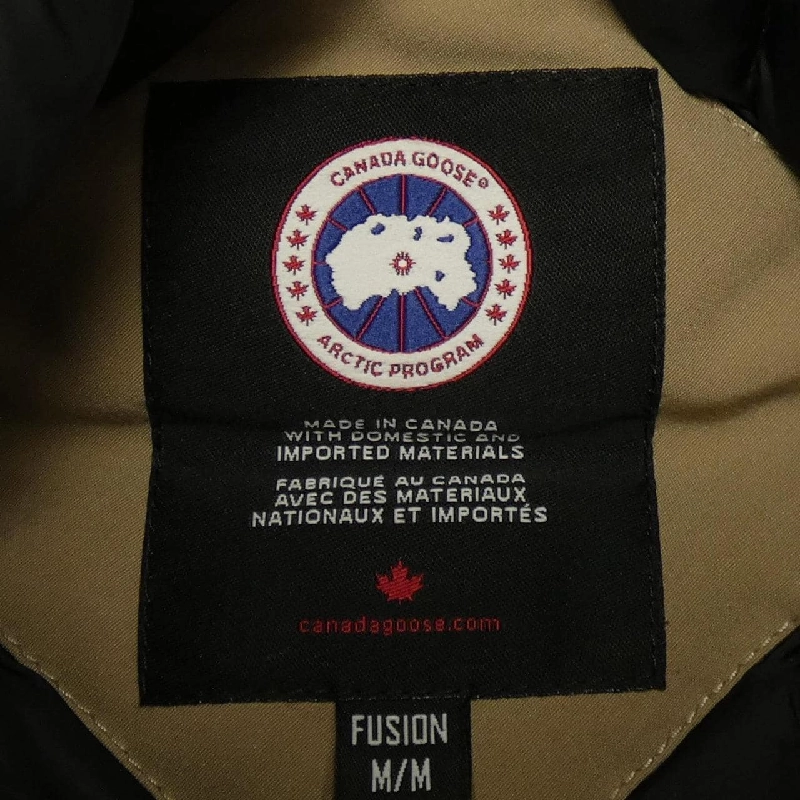 CANADA GOOSE®
ARCTIC PROGRAM
MADE IN CANADA
WITH DOMESTIC AND
IMPORTED MATERIALS
FABRIQUÉ AU CANADA
AVEC DES MATERIAUX
NATIONAUX ET IMPORTÉS
canadagoose.com
FUSION
M/M